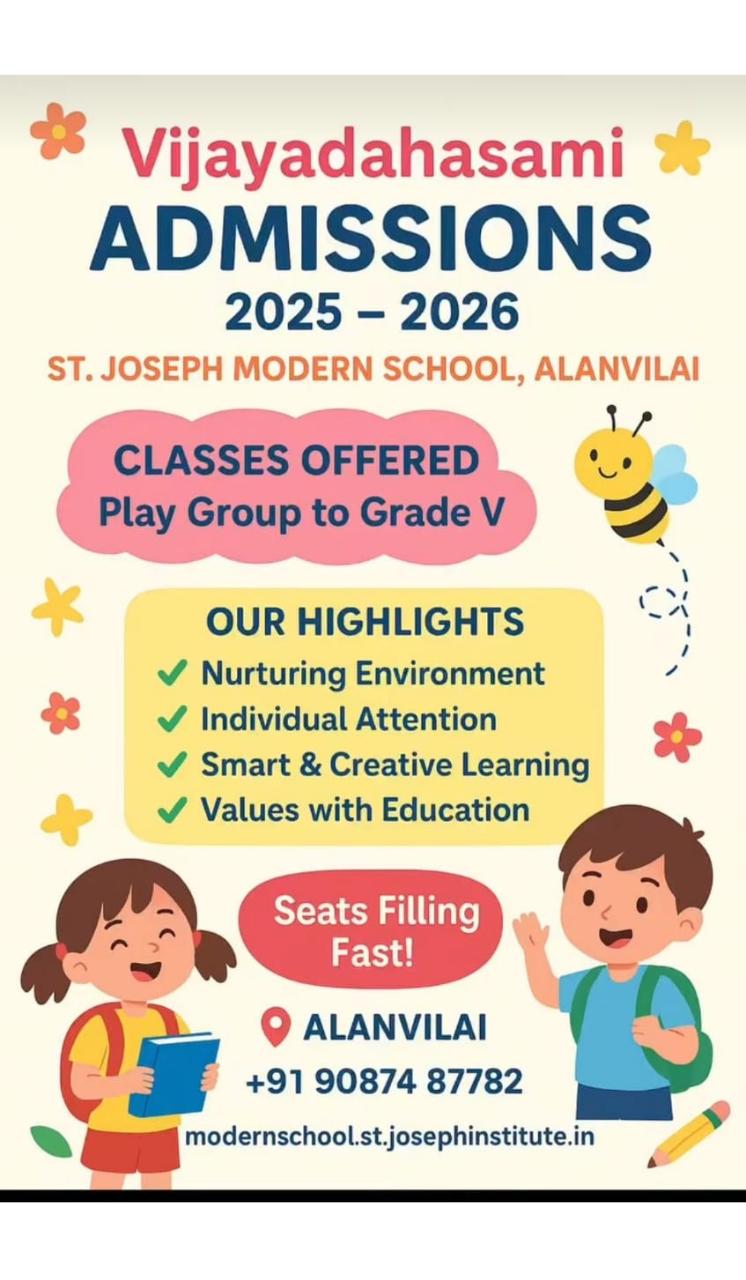 Vijayadahasami
ADMISSIONS
2025 – 2026
ST. JOSEPH MODERN SCHOOL, ALANVILAI
CLASSES OFFERED
Play Group to Grade V
OUR HIGHLIGHTS
✔ Nurturing Environment
✔ Individual Attention
✔ Smart & Creative Learning
✔ Values with Education
Seats Filling
Fast!
ALANVILAI
+91 90874 87782
modernschool.st.josephinstitute.in